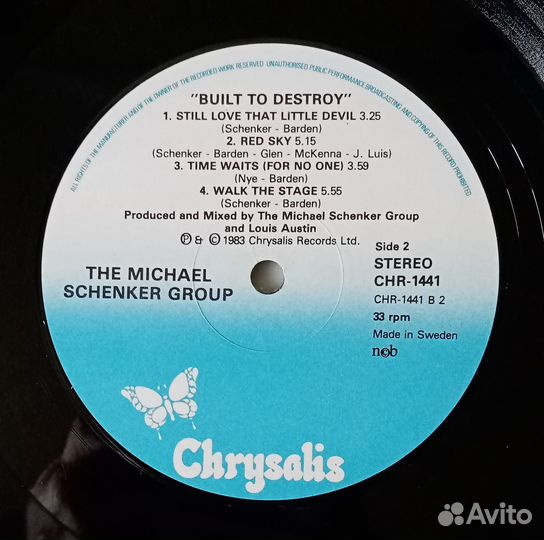 ALL RIGHTS OF THE MANUFACTURER AND OF THE OWNER OF THE RECORDED WORK RESERVED UNAUTHORISED PUBLIC PERFORMANCE BROADCASTING AND COPYING OF THIS RECORD PROHIBITED
"BUILT TO DESTROY"
1. STILL LOVE THAT LITTLE DEVIL 3.25
(Schenker - Barden)
2. RED SKY 5.15
(Schenker - Barden - Glen - McKenna - J. Luis)
3. TIME WAITS (FOR NO ONE) 3.59
(Nye - Barden)
4. WALK THE STAGE 5.55
(Schenker - Barden)
Produced and Mixed by The Michael Schenker Group
and Louis Austin
Ⓟ & © 1983 Chrysalis Records Ltd.
THE MICHAEL
SCHENKER GROUP
Side 2
STEREO
CHR-1441
CHR-1441 B 2
33 rpm
Made in Sweden
ncb
Chrysalis
Avito